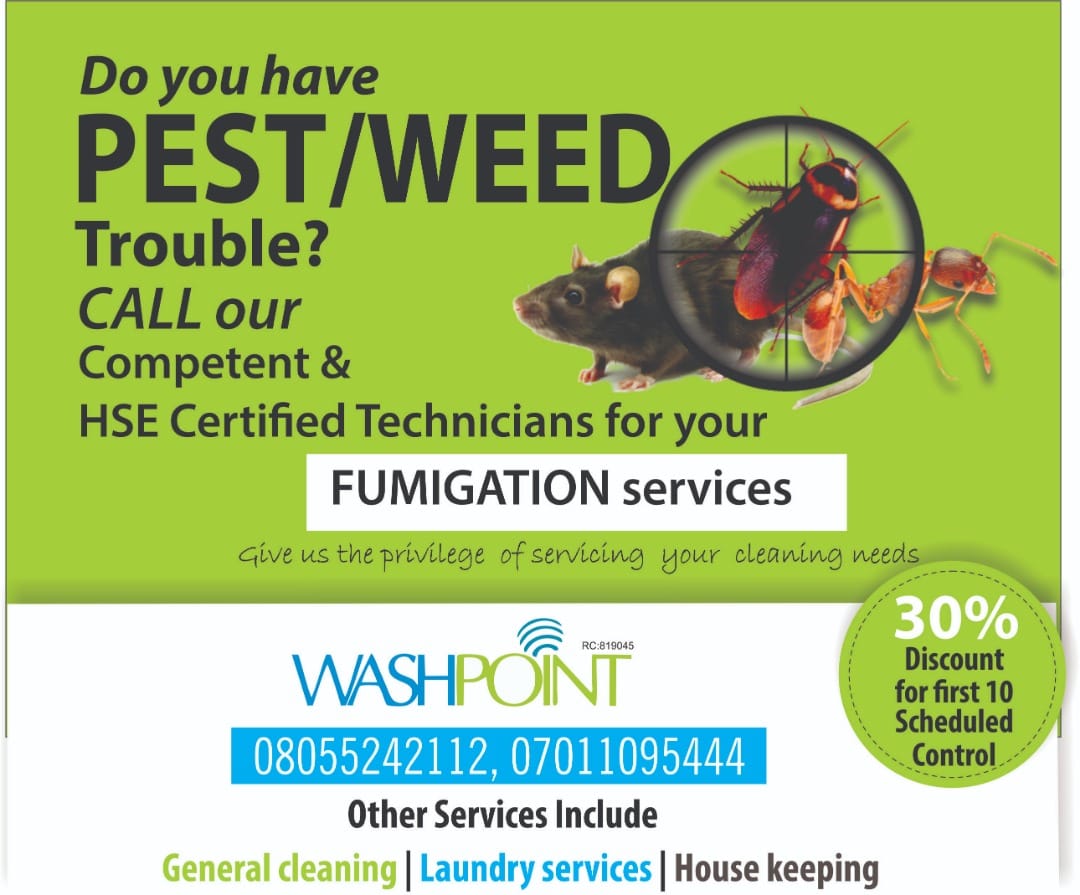 Do you have
PEST/WEED
Trouble?
CALL our
Competent &
HSE Certified Technicians for your
FUMIGATION services
Give us the privilege of servicing your cleaning needs
30%
Discount
for first 10
Scheduled
Control
RC:819045
WASHPOINT
08055242112, 07011095444
Other Services Include
General cleaning | Laundry services | House keeping